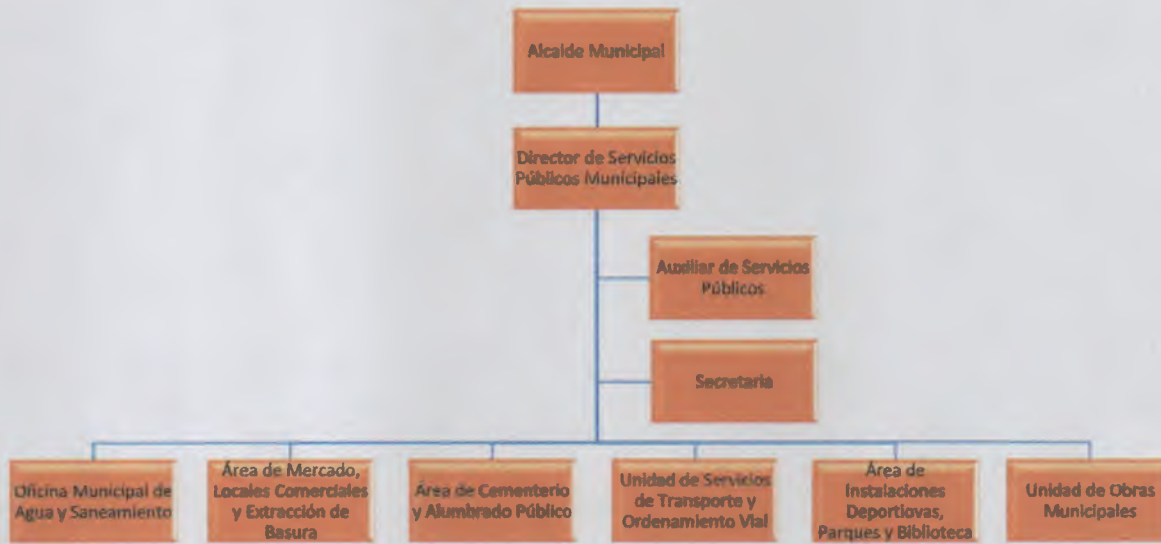 Alcalde Municipal
Director de Servicios
Públicos Municipales
Auxiliar de Servicios
Públicos
Secretaria
Oficina Municipal de
Agua y Saneamiento
Área de Mercado,
Locales Comerciales
y Extracción de
Basura
Área de Cementerio
y Alumbrado Público
Unidad de Servicios
de Transporte y
Ordenamiento Vial
Área de
Instalaciones
Deportiovas,
Parques y Biblioteca
Unidad de Obras
Municipales